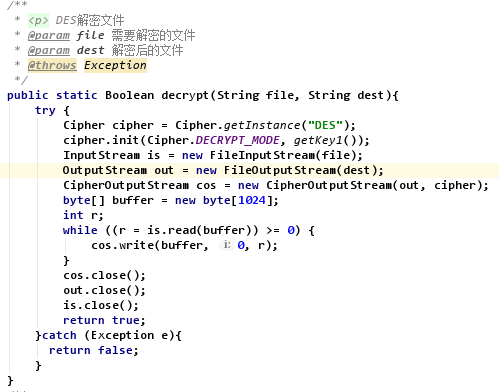 /**
 * <p> DES解密文件
 * @param file 需要解密的文件
 * @param dest 解密后的文件
 * @throws Exception
 */
public static Boolean decrypt(String file, String dest){
    try {
        Cipher cipher = Cipher.getInstance("DES");
        cipher.init(Cipher.DECRYPT_MODE, getKey1());
        InputStream is = new FileInputStream(file);
        OutputStream out = new FileOutputStream(dest);
        CipherOutputStream cos = new CipherOutputStream(out, cipher);
        byte[] buffer = new byte[1024];
        int r;
        while ((r = is.read(buffer)) >= 0) {
            cos.write(buffer, i: 0, r);
        }
        cos.close();
        out.close();
        is.close();
        return true;
    }catch (Exception e){
      return false;
    }
}